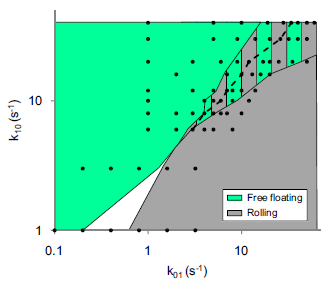 10
1
k10 (s-1)
Free floating
Rolling
0.1
1
10
k01 (s-1)